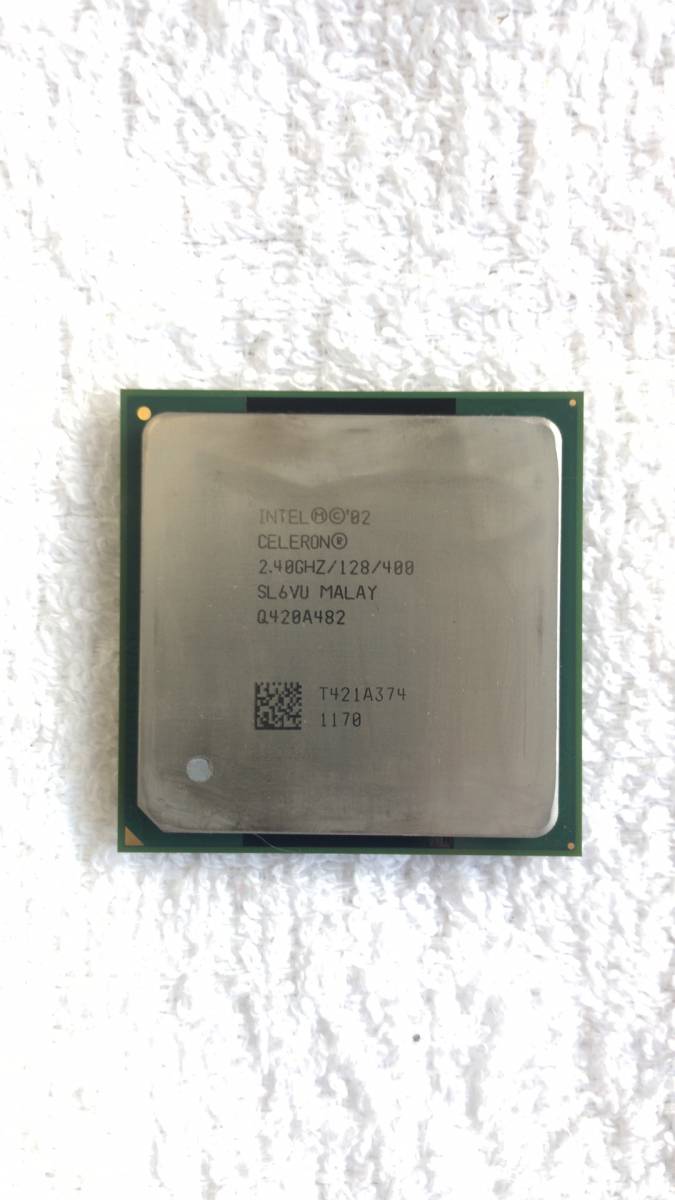 INTEL Ⓜ©'02
CELERON®
2.40GHZ/128/400
SL6VU MALAY
Q420A482
T421A374
1170